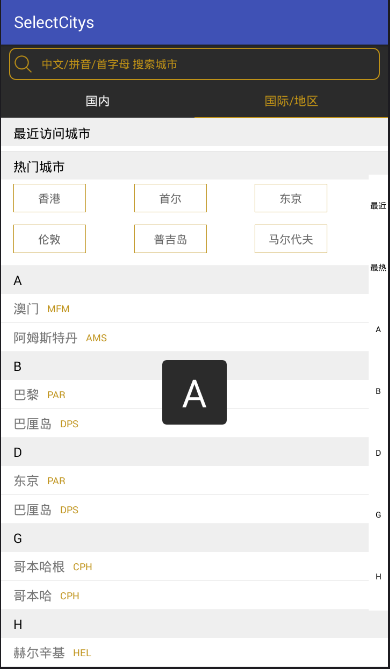 SelectCitys
中文/拼音/首字母 搜索城市
国内 国际/地区
最近访问城市
热门城市
香港 首尔 东京
伦敦 普吉岛 马尔代夫
A
澳门 MFM
阿姆斯特丹 AMS
B
巴黎 PAR
巴厘岛 DPS
D
东京 PAR
巴厘岛 DPS
G
哥本哈根 CPH
哥本哈 CPH
H
赫尔辛基 HEL
A
最近
最热
A
B
D
G
H